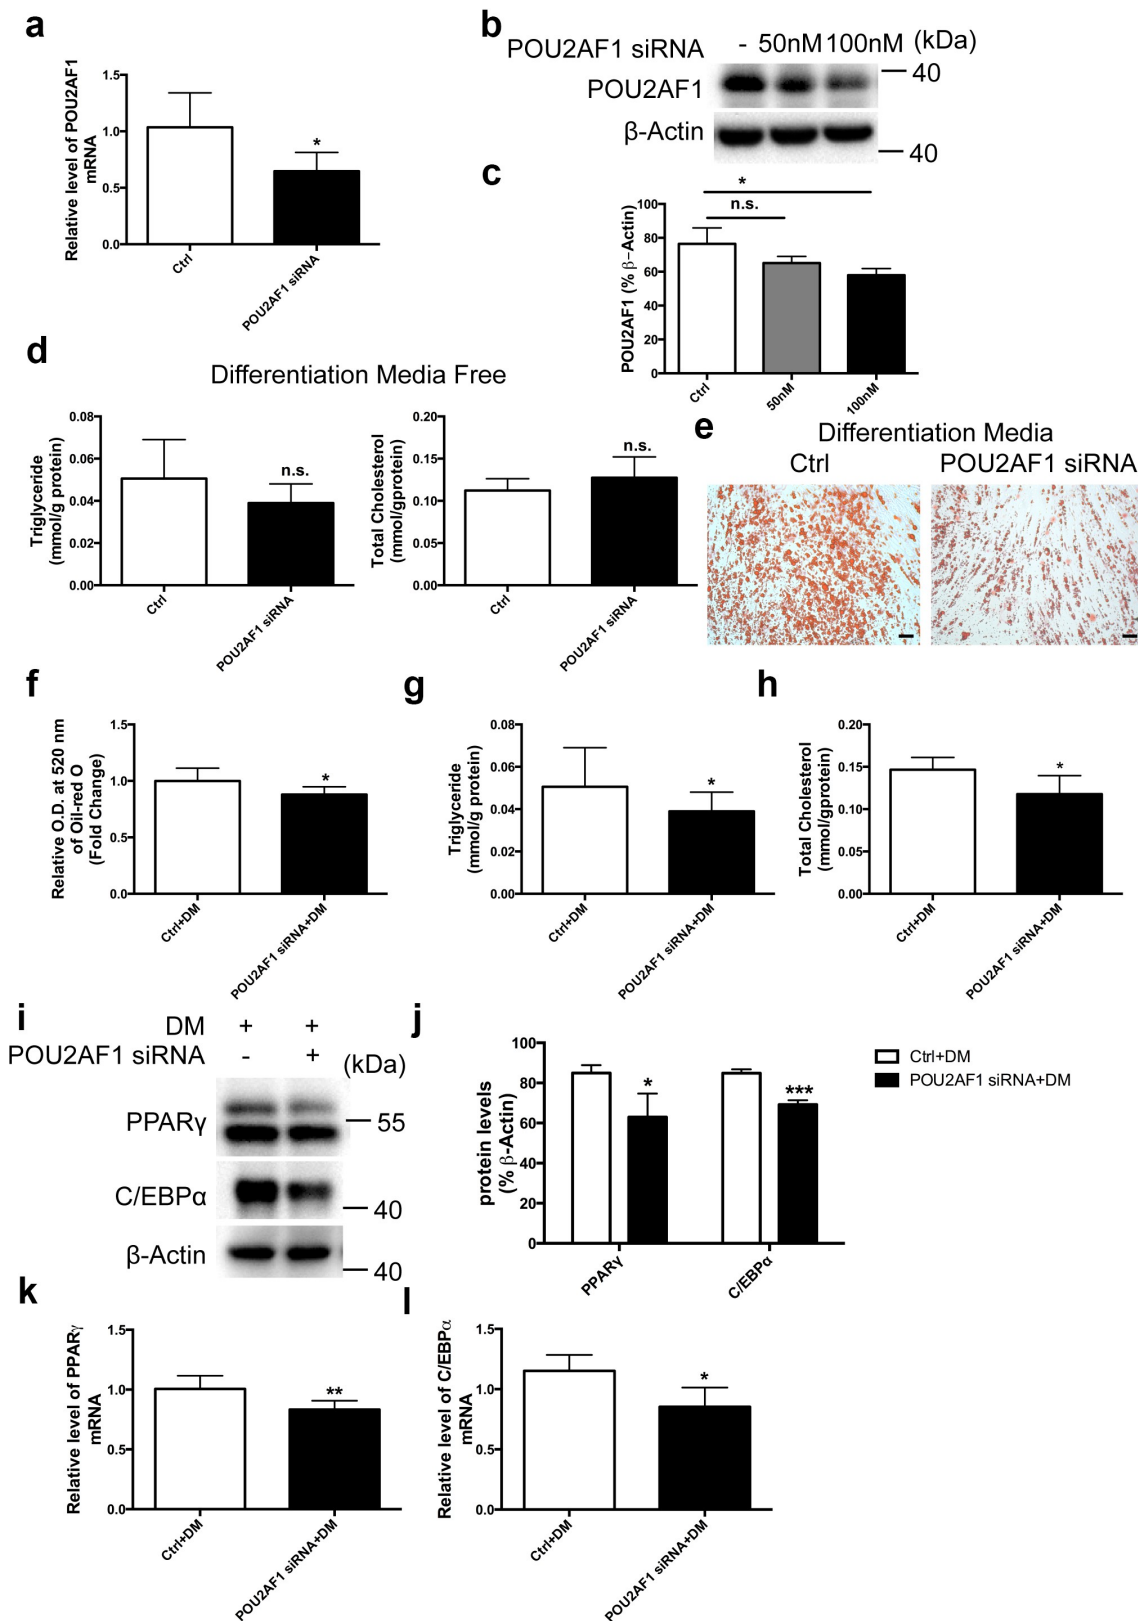 a
Relative level of POU2AF1
mRNA
1.5
1.0
0.5
0.0
*
Ctrl
POU2AF1 siRNA
b
POU2AF1 siRNA - 50nM 100nM (kDa)
POU2AF1
40
β-Actin
40
c
POU2AF1 (% β-Actin)
100
80
60
40
20
0
*
n.s.
Ctrl
50nM
100nM
d
Differentiation Media Free
Triglyceride
(mmol/g protein)
0.08
0.06
0.04
0.02
0.00
n.s.
Ctrl
POU2AF1 siRNA
Total Cholesterol
(mmol/gprotein)
0.20
0.15
0.10
0.05
0.00
n.s.
Ctrl
POU2AF1 siRNA
e
Differentiation Media
Ctrl POU2AF1 siRNA
f
Relative O.D. at 520 nm
of Oil-red O
(Fold Change)
1.5
1.0
0.5
0.0
*
Ctrl+DM
POU2AF1 siRNA+DM
g
Triglyceride
(mmol/g protein)
0.08
0.06
0.04
0.02
0.00
*
Ctrl+DM
POU2AF1 siRNA+DM
h
Total Cholesterol
(mmol/gprotein)
0.20
0.15
0.10
0.05
0.00
*
Ctrl+DM
POU2AF1 siRNA+DM
i
DM + +
POU2AF1 siRNA - + (kDa)
PPARγ
55
C/EBPα
40
β-Actin
40
j
protein levels
(% β-Actin)
100
80
60
40
20
0
*
***
PPARγ
C/EBPα
Ctrl+DM
POU2AF1 siRNA+DM
k
Relative level of PPARγ
mRNA
1.5
1.0
0.5
0.0
**
Ctrl+DM
POU2AF1 siRNA+DM
l
Relative level of C/EBPα
mRNA
1.5
1.0
0.5
0.0
*
Ctrl+DM
POU2AF1 siRNA+DM